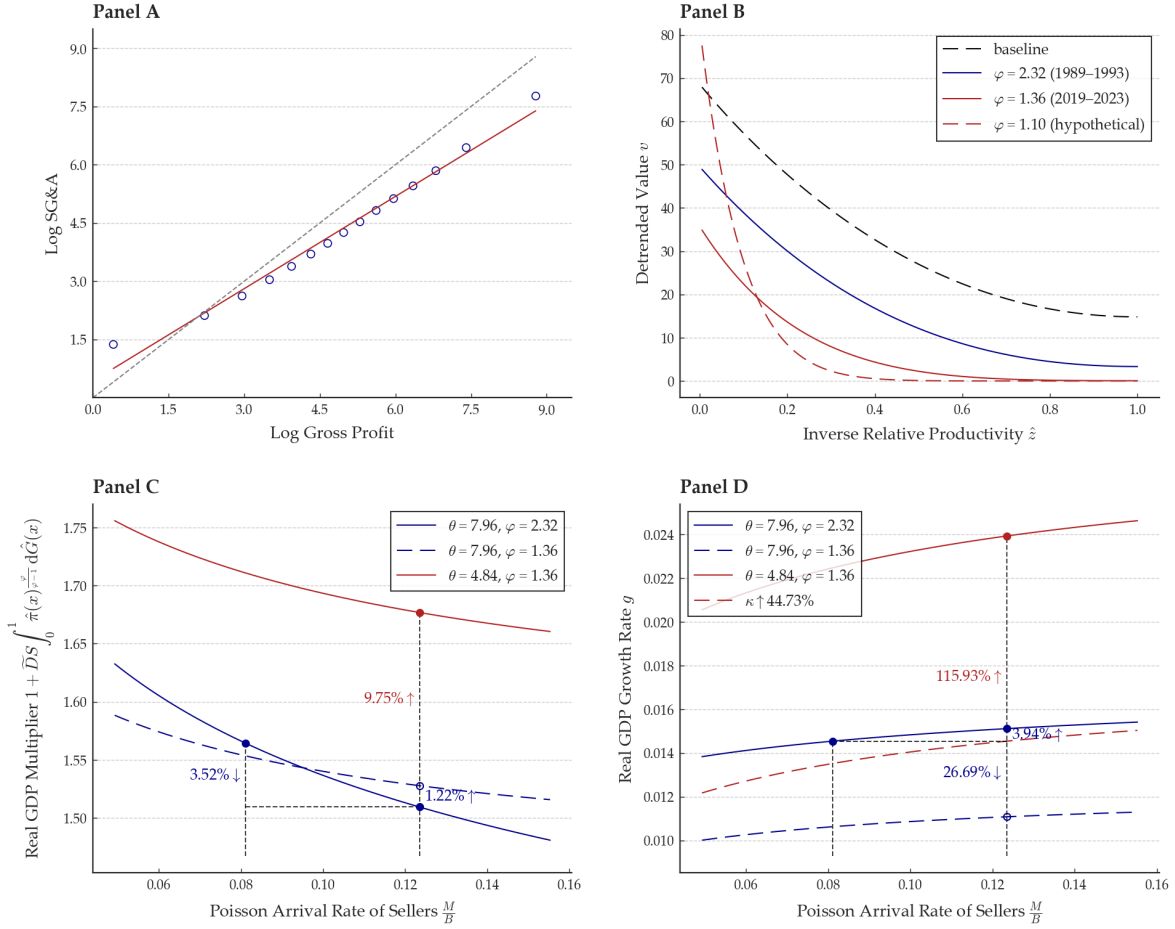 Panel A
Log SG&A
9.0
7.5
6.0
4.5
3.0
1.5
0.0
1.5
3.0
4.5
6.0
7.5
9.0
Log Gross Profit
Panel B
Detrended Value v
80
70
60
50
40
30
20
10
0
baseline
φ = 2.32 (1989–1993)
φ = 1.36 (2019–2023)
φ = 1.10 (hypothetical)
0.0
0.2
0.4
0.6
0.8
1.0
Inverse Relative Productivity ẑ
Panel C
Real GDP Multiplier 1 + D̃S ∫₀¹ π̂(x)^(φ/(φ−1)) dĜ(x)
1.75
1.70
1.65
1.60
1.55
1.50
θ = 7.96, φ = 2.32
θ = 7.96, φ = 1.36
θ = 4.84, φ = 1.36
9.75% ↑
3.52% ↓
1.22% ↑
0.06
0.08
0.10
0.12
0.14
0.16
Poisson Arrival Rate of Sellers M/B
Panel D
Real GDP Growth Rate g
0.024
0.022
0.020
0.018
0.016
0.014
0.012
0.010
θ = 7.96, φ = 2.32
θ = 7.96, φ = 1.36
θ = 4.84, φ = 1.36
κ ↑ 44.73%
115.93% ↑
3.94% ↑
26.69% ↓
0.06
0.08
0.10
0.12
0.14
0.16
Poisson Arrival Rate of Sellers M/B